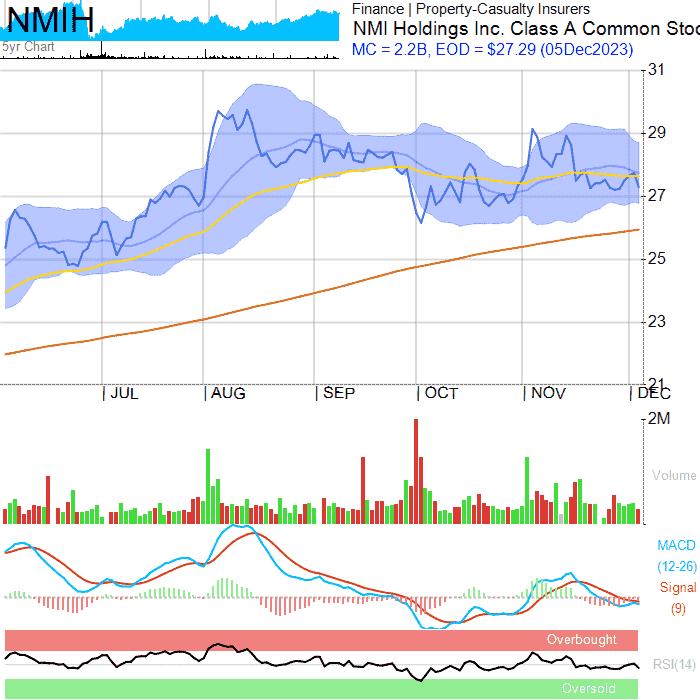 NMIH
5yr Chart
Finance | Property-Casualty Insurers
NMI Holdings Inc. Class A Common Stoc
MC = 2.2B, EOD = $27.29 (05Dec2023)
31
29
27
25
23
21
JUL AUG SEP OCT NOV DEC
2M
Volume
MACD
(12-26)
Signal
(9)
Overbought
RSI(14)
Oversold